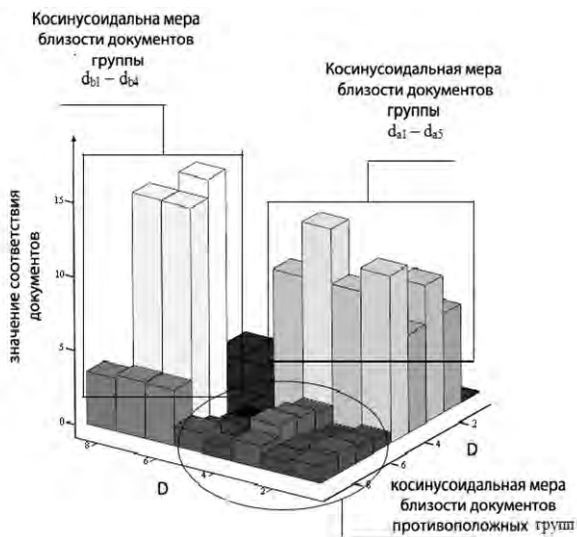 Косинусоидальна мера
близости документов
группы
d_b1 – d_b4
Косинусоидальная мера
близости документов
группы
d_a1 – d_a5
значение соответствия
документов
15
10
5
0
8
6
4
2
D
2
4
6
8
D
косинусоидальная мера
близости документов
противоположных групп